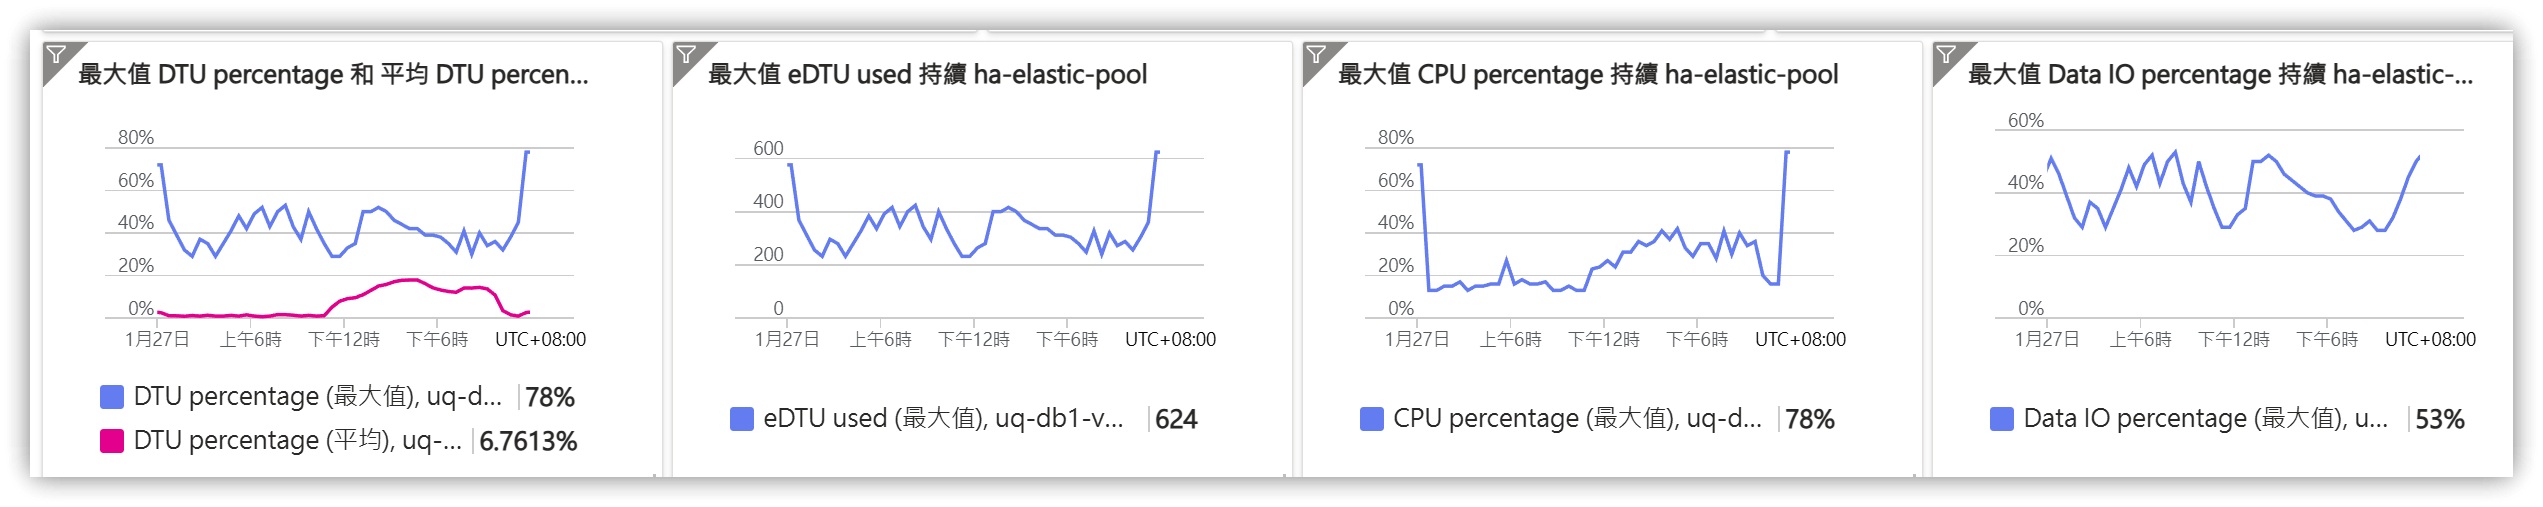 最大值 DTU percentage 和 平均 DTU percen...
80%
60%
40%
20%
0%
1月27日 上午6時 下午12時 下午6時 UTC+08:00
DTU percentage (最大值), uq-d... 78%
DTU percentage (平均), uq-... 6.7613%
最大值 eDTU used 持續 ha-elastic-pool
600
400
200
0
1月27日 上午6時 下午12時 下午6時 UTC+08:00
eDTU used (最大值), uq-db1-v... 624
最大值 CPU percentage 持續 ha-elastic-pool
80%
60%
40%
20%
0%
1月27日 上午6時 下午12時 下午6時 UTC+08:00
CPU percentage (最大值), uq-d... 78%
最大值 Data IO percentage 持續 ha-elastic-...
60%
40%
20%
0%
1月27日 上午6時 下午12時 下午6時 UTC+08:00
Data IO percentage (最大值), u... 53%